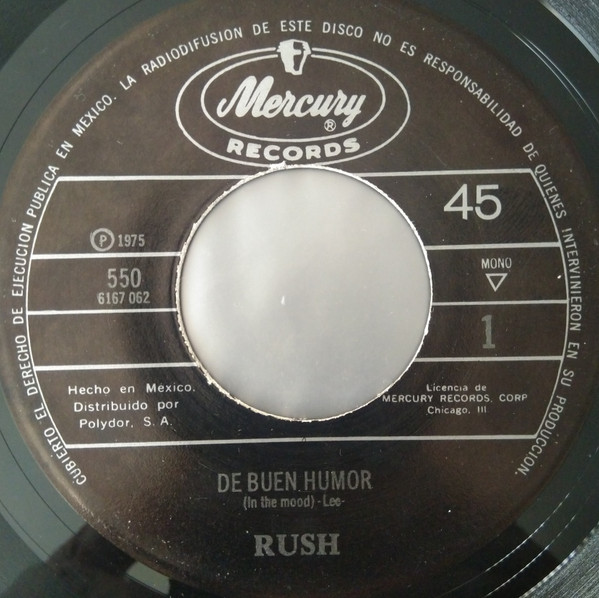 CUBIERTO EL DERECHO DE EJECUCION PUBLICA EN MEXICO. LA RADIODIFUSION DE ESTE DISCO NO ES RESPONSABILIDAD DE QUIENES INTERVINIERON EN SU PRODUCCION.
Mercury®
RECORDS
45
Ⓟ 1975
550
6167 062
MONO
1
Hecho en Mexico.
Distribuido por
Polydor, S. A.
Licencia de
MERCURY RECORDS, CORP
Chicago, Ill
DE BUEN HUMOR
(In the mood) -Lee-
RUSH